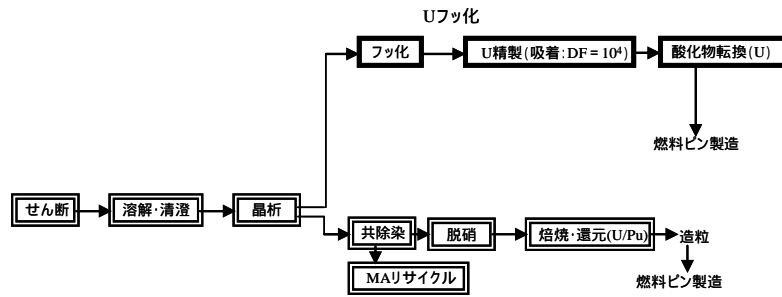 Uフッ化
フッ化
U精製(吸着:DF = 10⁴)
酸化物転換(U)
燃料ピン製造
せん断
溶解・清澄
晶析
共除染
脱硝
焙焼・還元(U/Pu)
造粒
MAリサイクル
燃料ピン製造